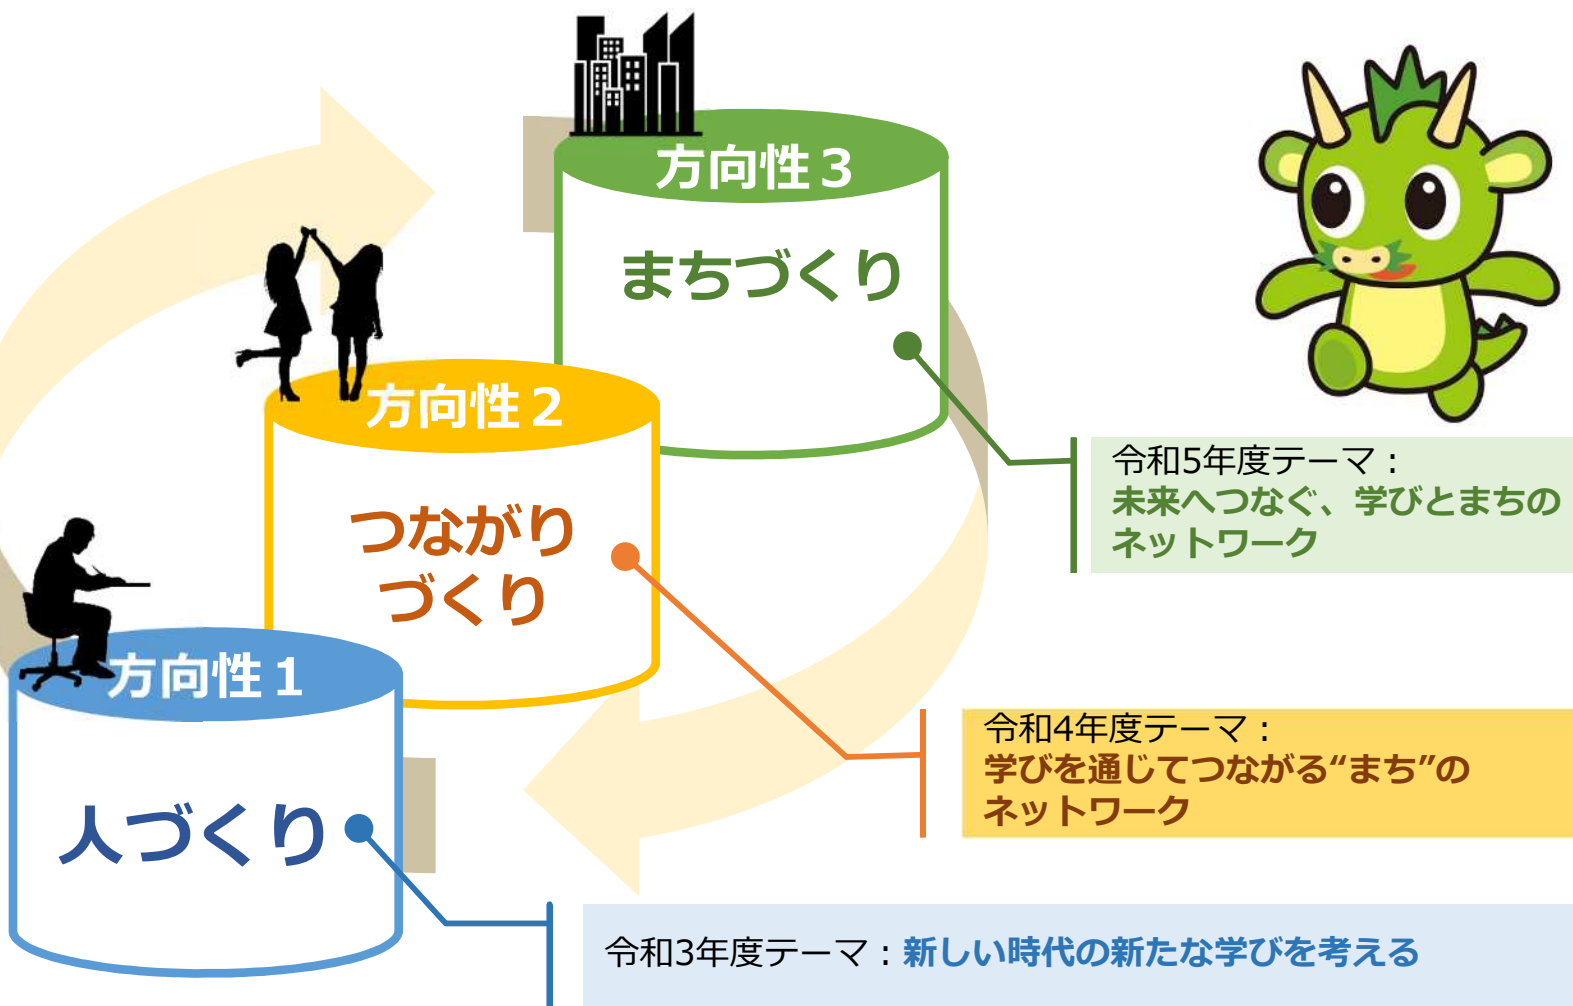 方向性３
まちづくり
方向性２
つながり
づくり
方向性１
人づくり
令和5年度テーマ：
未来へつなぐ、学びとまちの
ネットワーク
令和4年度テーマ：
学びを通じてつながる“まち”の
ネットワーク
令和3年度テーマ：新しい時代の新たな学びを考える